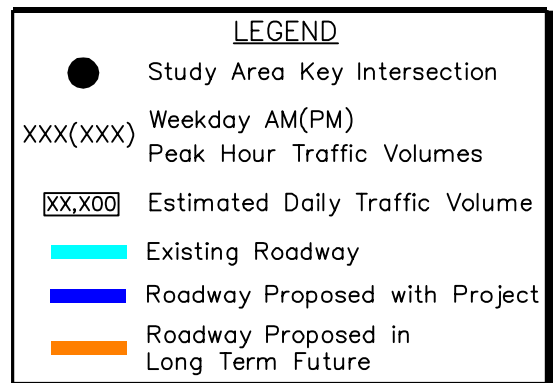 LEGEND
Study Area Key Intersection
XXX(XXX) Weekday AM(PM)
Peak Hour Traffic Volumes
XX,X00 Estimated Daily Traffic Volume
Existing Roadway
Roadway Proposed with Project
Roadway Proposed in
Long Term Future